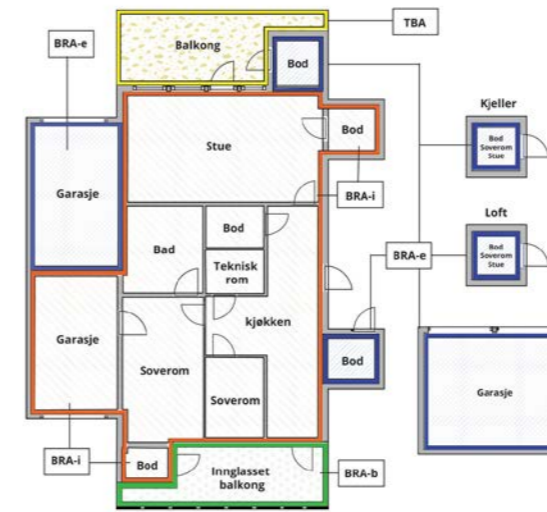 TBA
BRA-e
Balkong
Bod
Kjeller
Stue
Bod
Bod
Soverom
Stue
Garasje
BRA-i
Loft
Bad
Bod
Teknisk
rom
BRA-e
Bod
Soverom
Stue
kjøkken
Garasje
Soverom
Soverom
Bod
Garasje
BRA-i
Bod
Innglasset
balkong
BRA-b